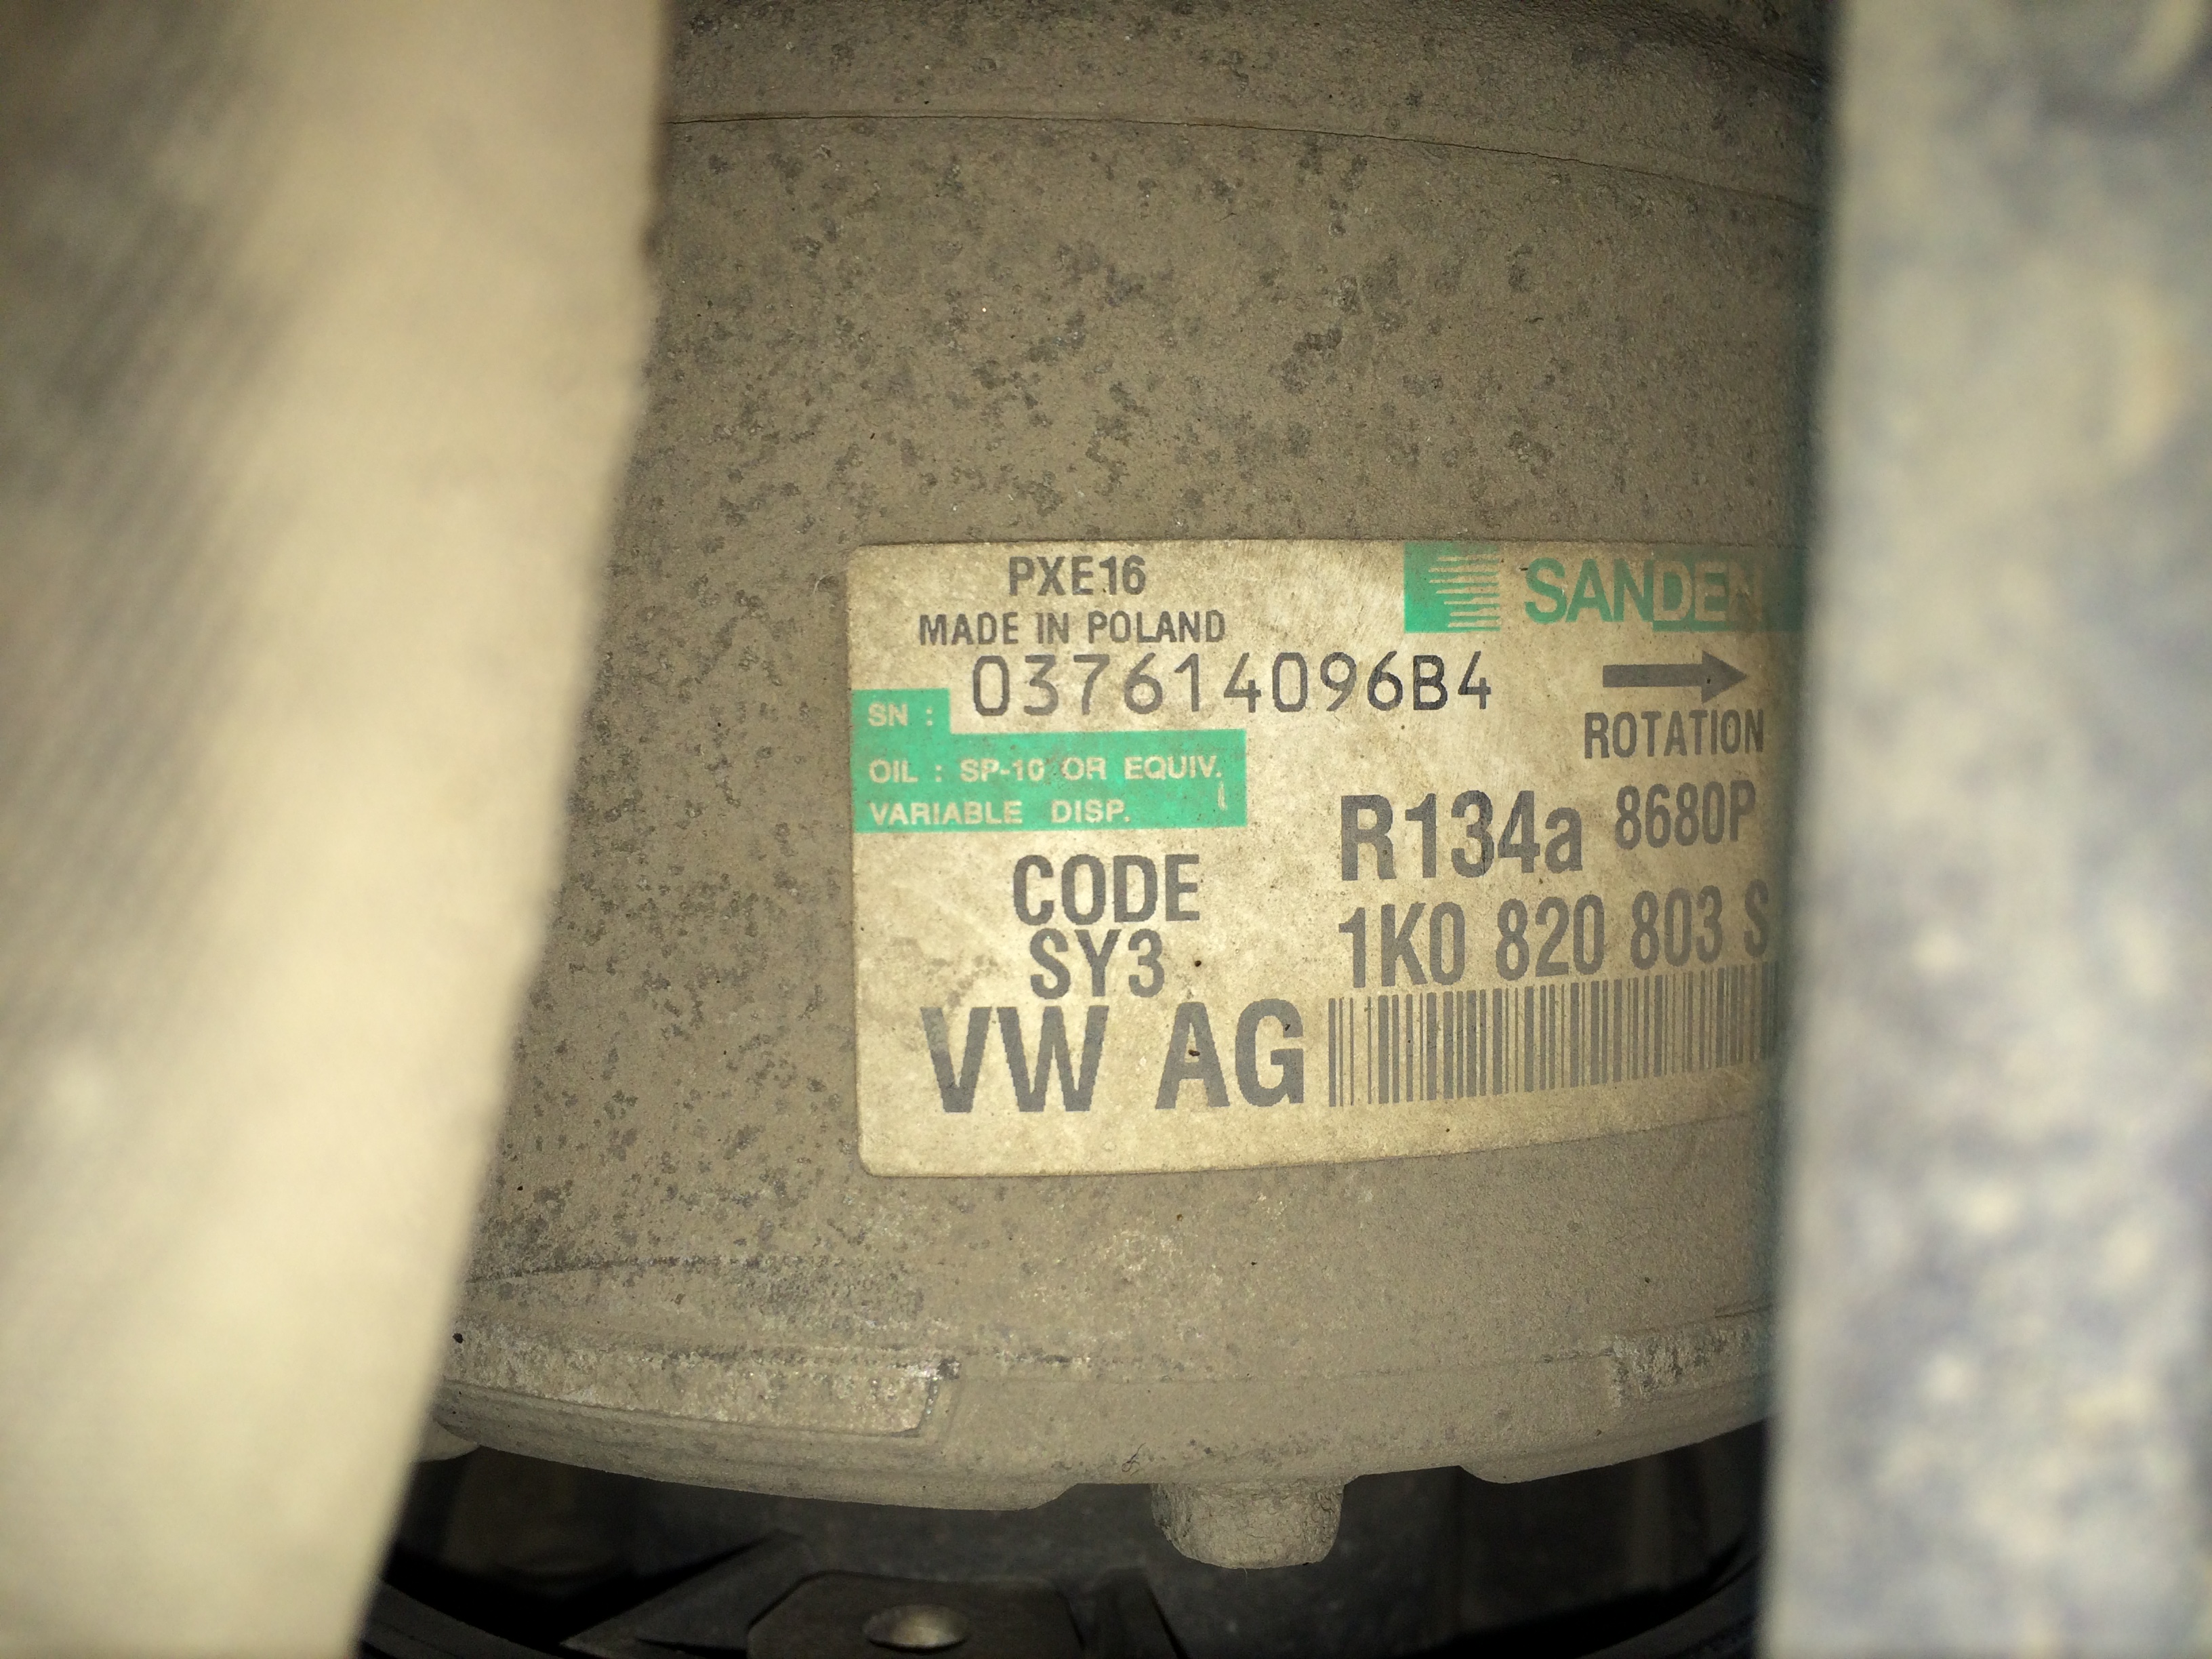 PXE16
SANDEN
MADE IN POLAND
SN : 037614096B4
ROTATION
OIL : SP-10 OR EQUIV.
VARIABLE DISP.
R134a 8680P
CODE
SY3
1K0 820 803 S
VW AG